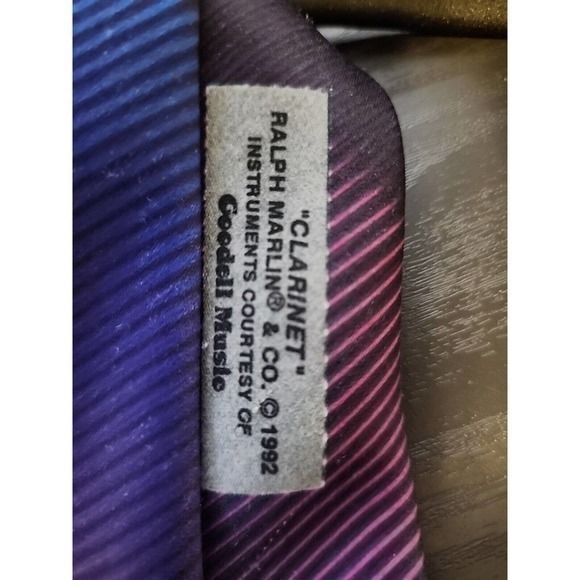 "CLARINET"
RALPH MARLIN® & CO. © 1992
INSTRUMENTS COURTESY OF
Goodell Music